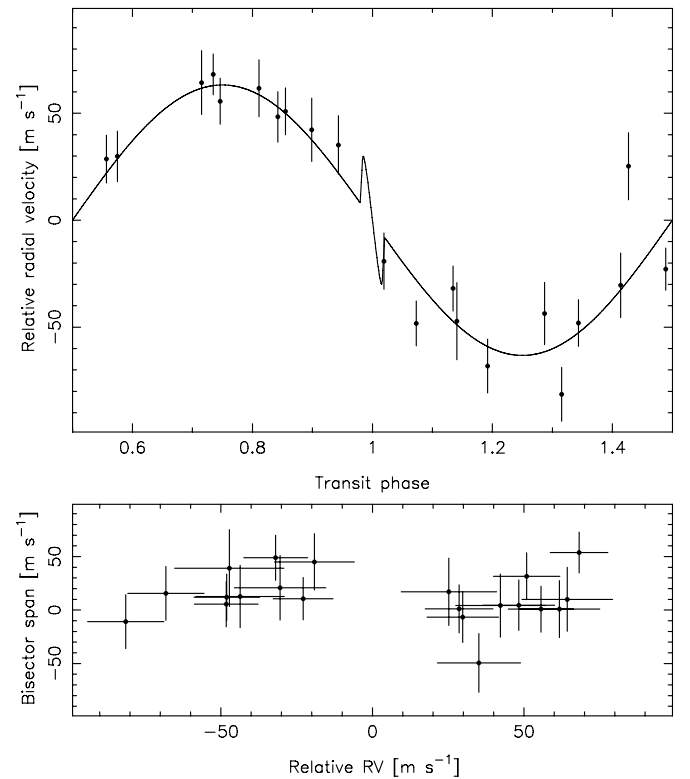 Relative radial velocity [m s⁻¹]
50
0
−50
0.6 0.8 1 1.2 1.4
Transit phase
Bisector span [m s⁻¹]
50
0
−50
−50 0 50
Relative RV [m s⁻¹]